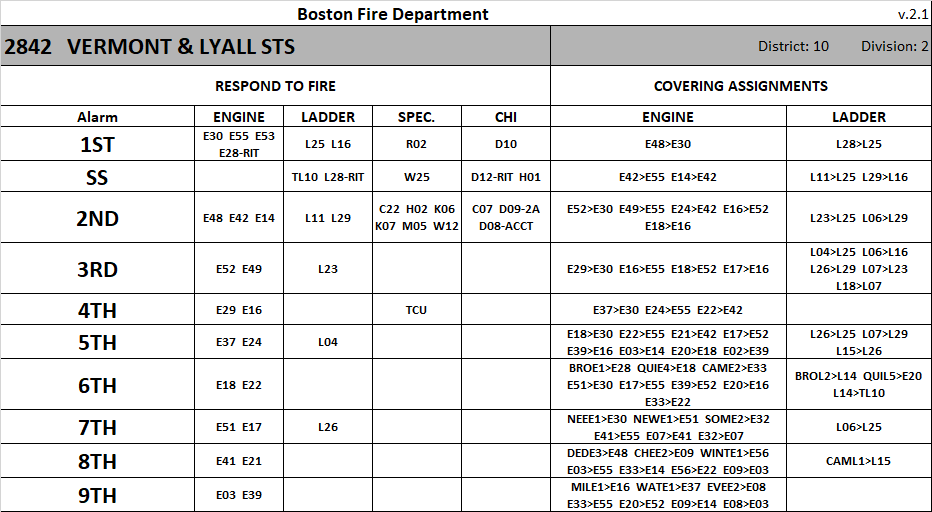 Boston Fire Department v.2.1
2842 VERMONT & LYALL STS District: 10 Division: 2
RESPOND TO FIRE COVERING ASSIGNMENTS
Alarm ENGINE LADDER SPEC. CHI ENGINE LADDER
1ST E30 E55 E53 E28-RIT L25 L16 R02 D10 E48>E30 L28>L25
SS TL10 L28-RIT W25 D12-RIT H01 E42>E55 E14>E42 L11>L25 L29>L16
2ND E48 E42 E14 L11 L29 C22 H02 K06 K07 M05 W12 C07 D09-2A D08-ACCT E52>E30 E49>E55 E24>E42 E16>E52 E18>E16 L23>L25 L06>L29
3RD E52 E49 L23 E29>E30 E16>E55 E18>E52 E17>E16 L04>L25 L06>L16 L26>L29 L07>L23 L18>L07
4TH E29 E16 TCU E37>E30 E24>E55 E22>E42
5TH E37 E24 L04 E18>E30 E22>E55 E21>E42 E17>E52 E39>E16 E03>E14 E20>E18 E02>E39 L26>L25 L07>L29 L15>L26
6TH E18 E22 BROE1>E28 QUIE4>E18 CAME2>E33 E51>E30 E17>E55 E39>E52 E20>E16 E33>E22 BROL2>L14 QUIL5>E20 L14>TL10
7TH E51 E17 L26 NEEE1>E30 NEWE1>E51 SOME2>E32 E41>E55 E07>E41 E32>E07 L06>L25
8TH E41 E21 DEDE3>E48 CHEE2>E09 WINTE1>E56 E03>E55 E33>E14 E56>E22 E09>E03 CAML1>L15
9TH E03 E39 MILE1>E16 WATE1>E37 EVEE2>E08 E33>E55 E20>E52 E09>E14 E08>E03